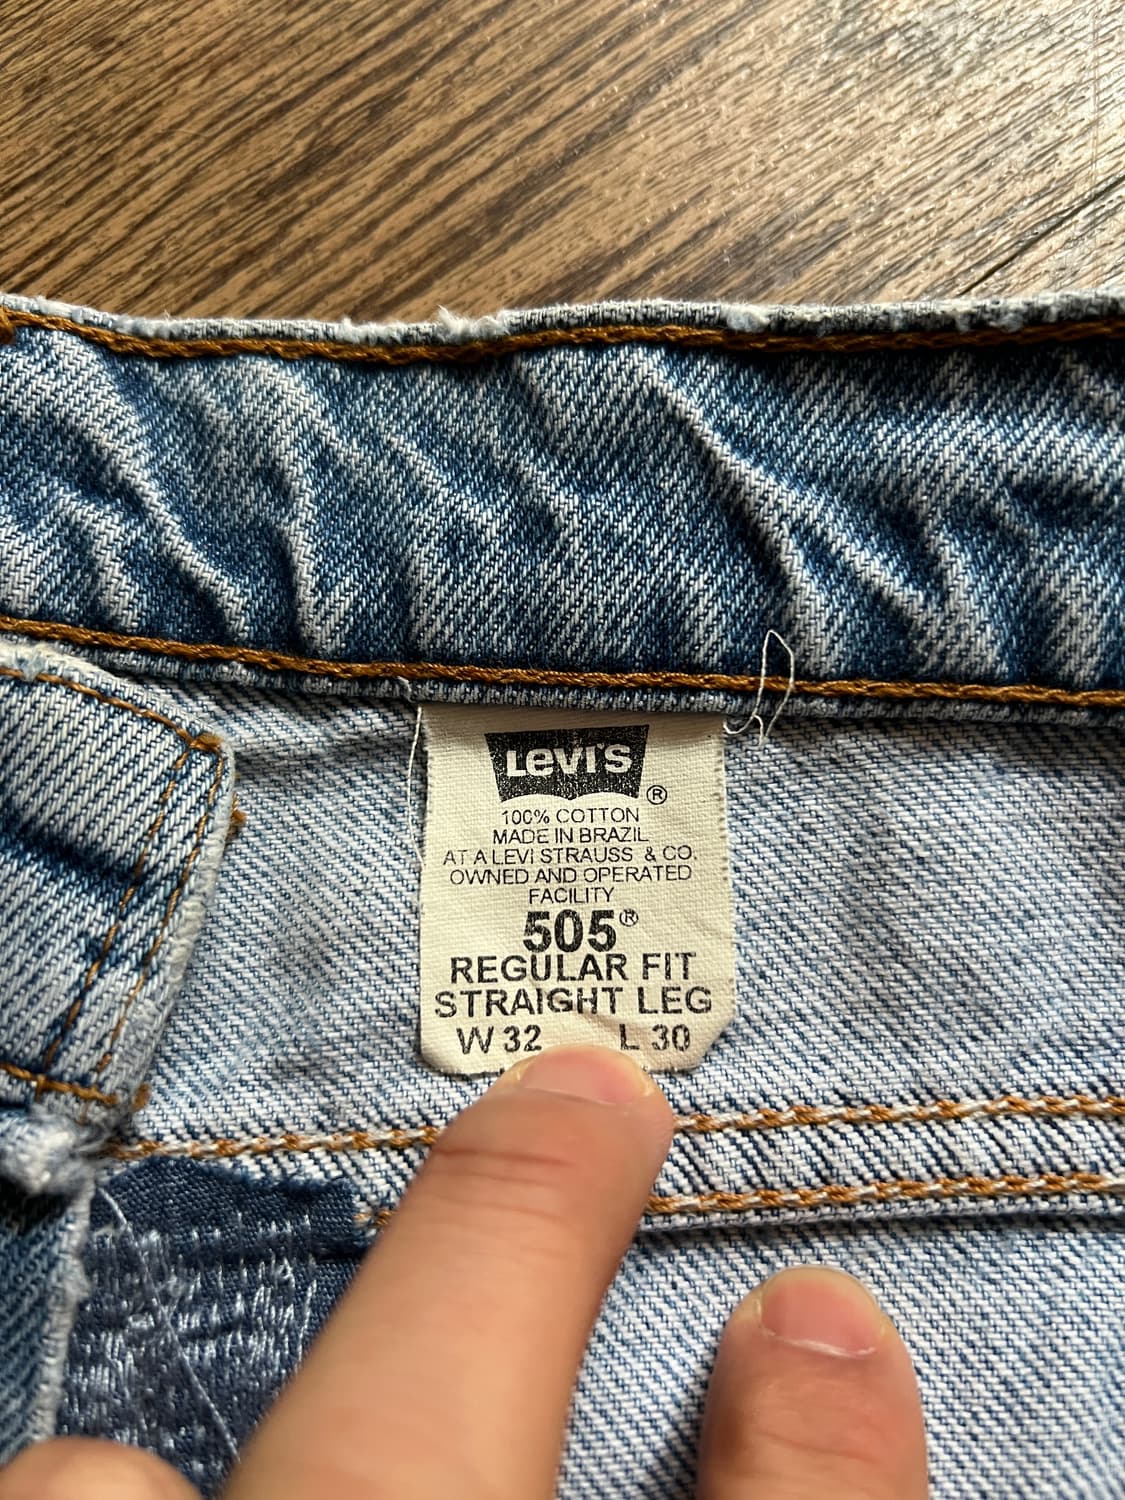 LEVI'S
®
100% COTTON
MADE IN BRAZIL
AT A LEVI STRAUSS & CO.
OWNED AND OPERATED
FACILITY
505®
REGULAR FIT
STRAIGHT LEG
W 32 L 30